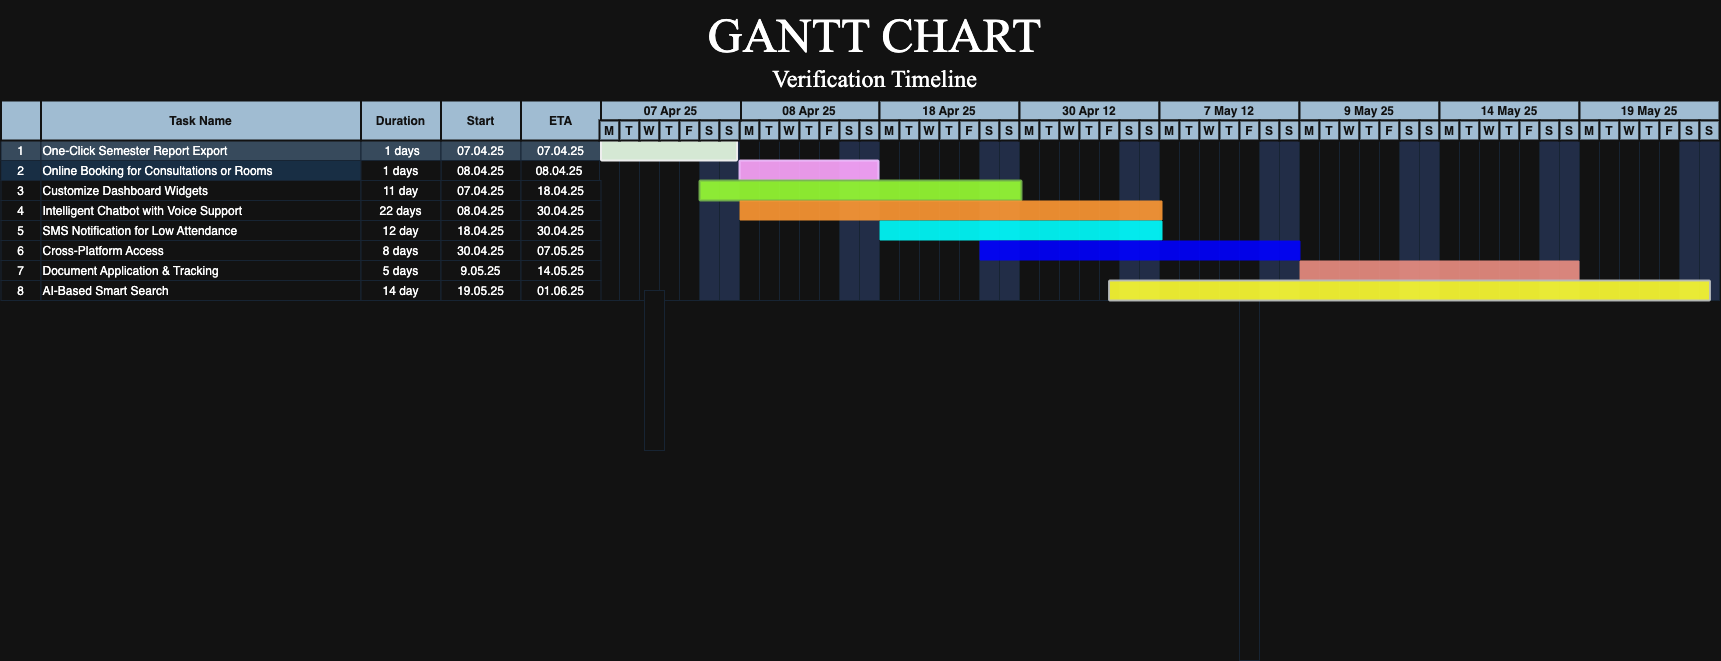 GANTT CHART
Verification Timeline
Task Name Duration Start ETA 07 Apr 25 08 Apr 25 18 Apr 25 30 Apr 12 7 May 12 9 May 25 14 May 25 19 May 25
M T W T F S S M T W T F S S M T W T F S S M T W T F S S M T W T F S S M T W T F S S M T W T F S S M T W T F S S
1 One-Click Semester Report Export 1 days 07.04.25 07.04.25
2 Online Booking for Consultations or Rooms 1 days 08.04.25 08.04.25
3 Customize Dashboard Widgets 11 day 07.04.25 18.04.25
4 Intelligent Chatbot with Voice Support 22 days 08.04.25 30.04.25
5 SMS Notification for Low Attendance 12 day 18.04.25 30.04.25
6 Cross-Platform Access 8 days 30.04.25 07.05.25
7 Document Application & Tracking 5 days 9.05.25 14.05.25
8 AI-Based Smart Search 14 day 19.05.25 01.06.25